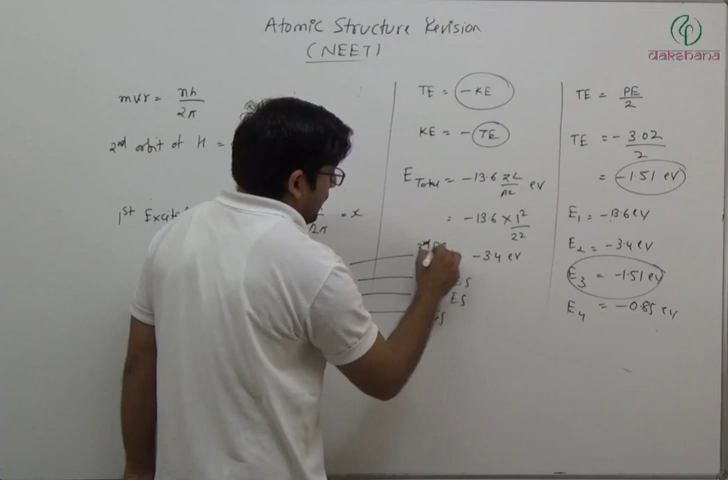 Atomic Structure Revision
(NEET)
dakshana
mvr = nh/2π
2nd orbit of H =
1st Excit
2π = x
TE = -KE
KE = - TE
E Total = -13.6 Z2/n2 eV
= -13.6 × 1²/2²
-3.4 eV
ES
ES
TE = PE/2
TE = - 3.02/2
= -1.51 eV
E1 = -13.6 eV
E2 = -3.4 eV
E3 = -1.51 eV
E4 = -0.85 eV